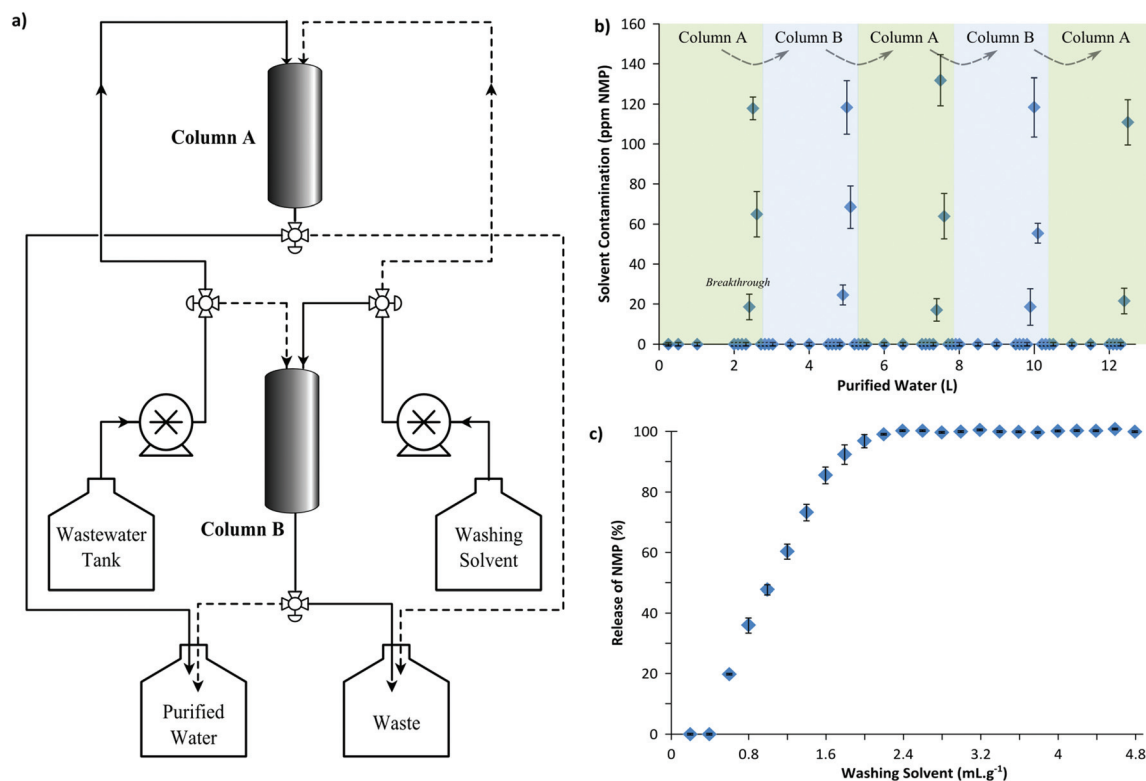 a)
Column A
Column B
Wastewater
Tank
Washing
Solvent
Purified
Water
Waste
b)
Column A
Column B
Column A
Column B
Column A
160
140
120
100
80
60
40
20
0
Breakthrough
Solvent Contamination (ppm NMP)
0
2
4
6
8
10
12
Purified Water (L)
c)
100
80
60
40
20
0
Release of NMP (%)
0
0.8
1.6
2.4
3.2
4
4.8
Washing Solvent (mL.g⁻¹)